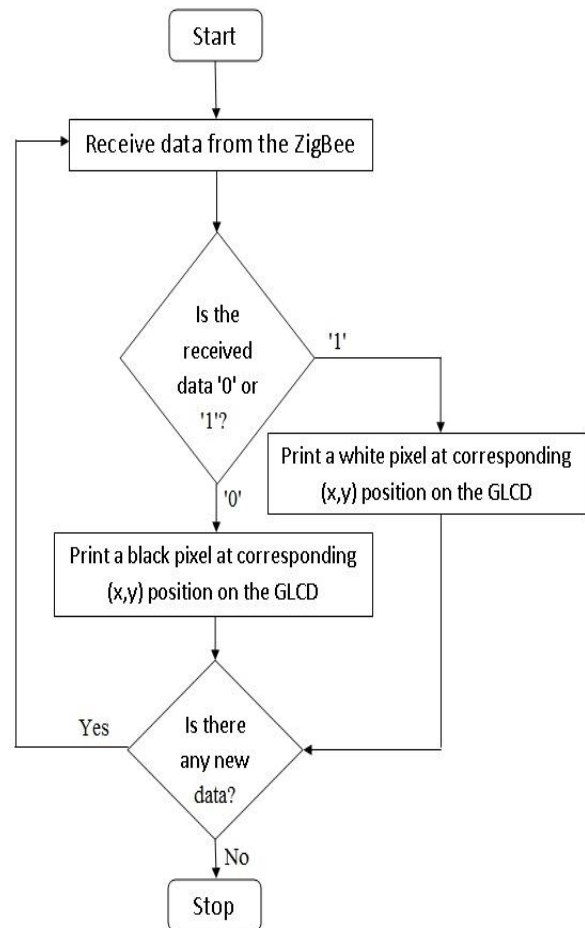 Start
Receive data from the ZigBee
Is the
received
data '0' or
'1'?
'1'
Print a white pixel at corresponding
(x,y) position on the GLCD
'0'
Print a black pixel at corresponding
(x,y) position on the GLCD
Yes
Is there
any new
data?
No
Stop